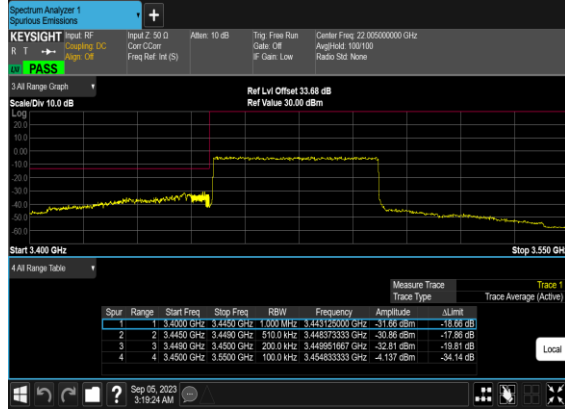 Spectrum Analyzer 1
Spurious Emissions
KEYSIGHT Input: RF Input Z: 50 Ω Atten: 10 dB Trig: Free Run Center Freq: 22.005000000 GHz
R T Coupling: DC Corr CCorr Gate: Off Avg|Hold: 100/100
Align: Off Freq Ref: Int (S) IF Gain: Low Radio Std: None
PASS
3 All Range Graph
Ref Lvl Offset 33.68 dB
Scale/Div 10.0 dB Ref Value 30.00 dBm
Log
20.0
10.0
0.00
-10.0
-20.0
-30.0
-40.0
-50.0
-60.0
Start 3.400 GHz Stop 3.550 GHz
4 All Range Table
Measure Trace Trace 1
Trace Type Trace Average (Active)
Spur Range Start Freq Stop Freq RBW Frequency Amplitude ΔLimit
1 1 3.4000 GHz 3.4450 GHz 1.000 MHz 3.443125000 GHz -31.66 dBm -18.66 dB
2 2 3.4450 GHz 3.4490 GHz 510.0 kHz 3.448373333 GHz -30.86 dBm -17.86 dB
3 3 3.4490 GHz 3.4500 GHz 200.0 kHz 3.449951667 GHz -32.81 dBm -19.81 dB
4 4 3.4500 GHz 3.5500 GHz 100.0 kHz 3.454833333 GHz -4.137 dBm -34.14 dB
Local
? Sep 05, 2023
3:19:24 AM